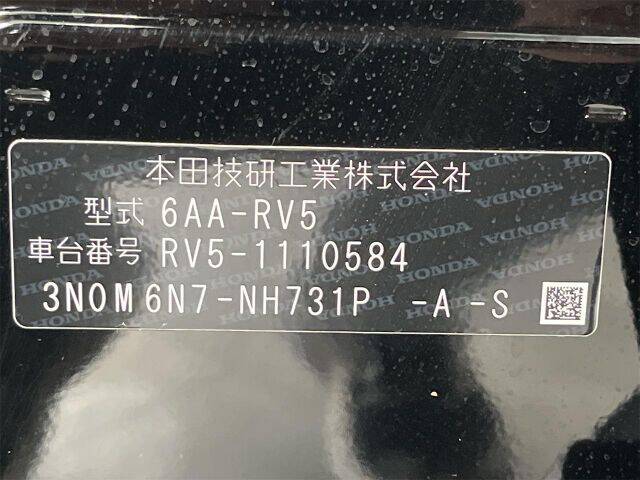 本田技研工業株式会社
型式 6AA-RV5
車台番号 RV5-1110584
3N0M6N7-NH731P -A-S